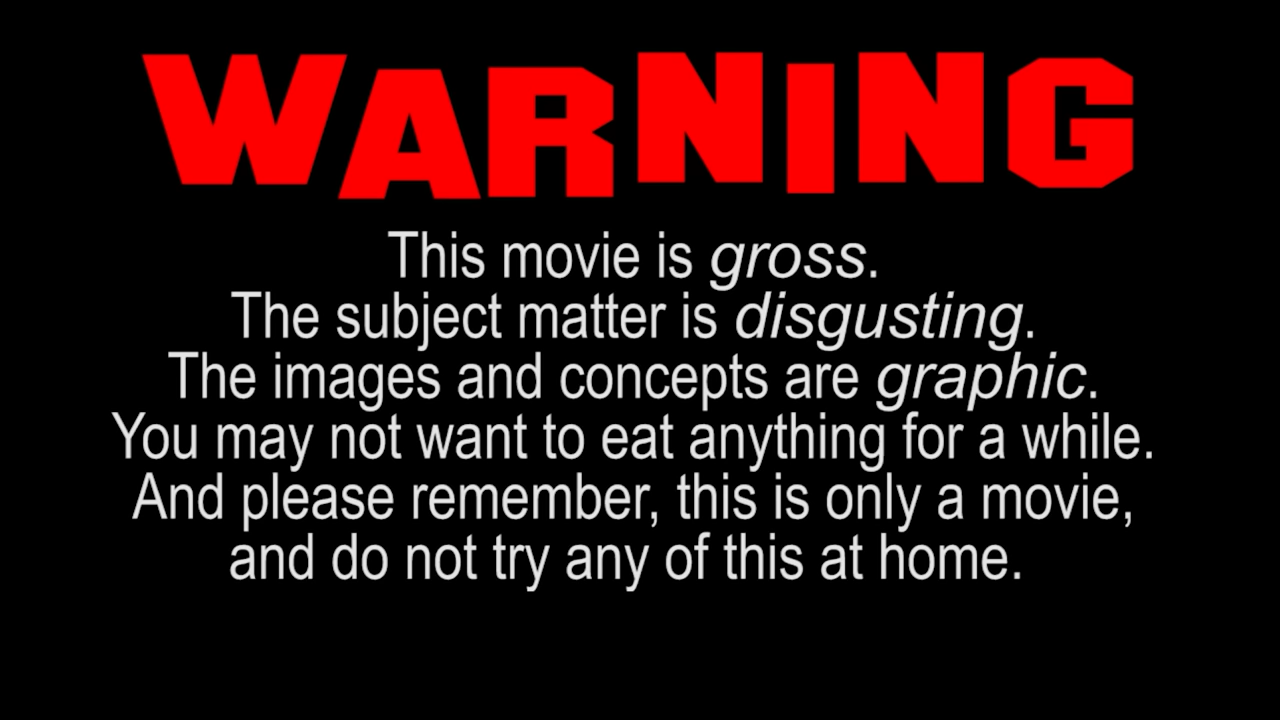 WARNING
This movie is gross.
The subject matter is disgusting.
The images and concepts are graphic.
You may not want to eat anything for a while.
And please remember, this is only a movie,
and do not try any of this at home.